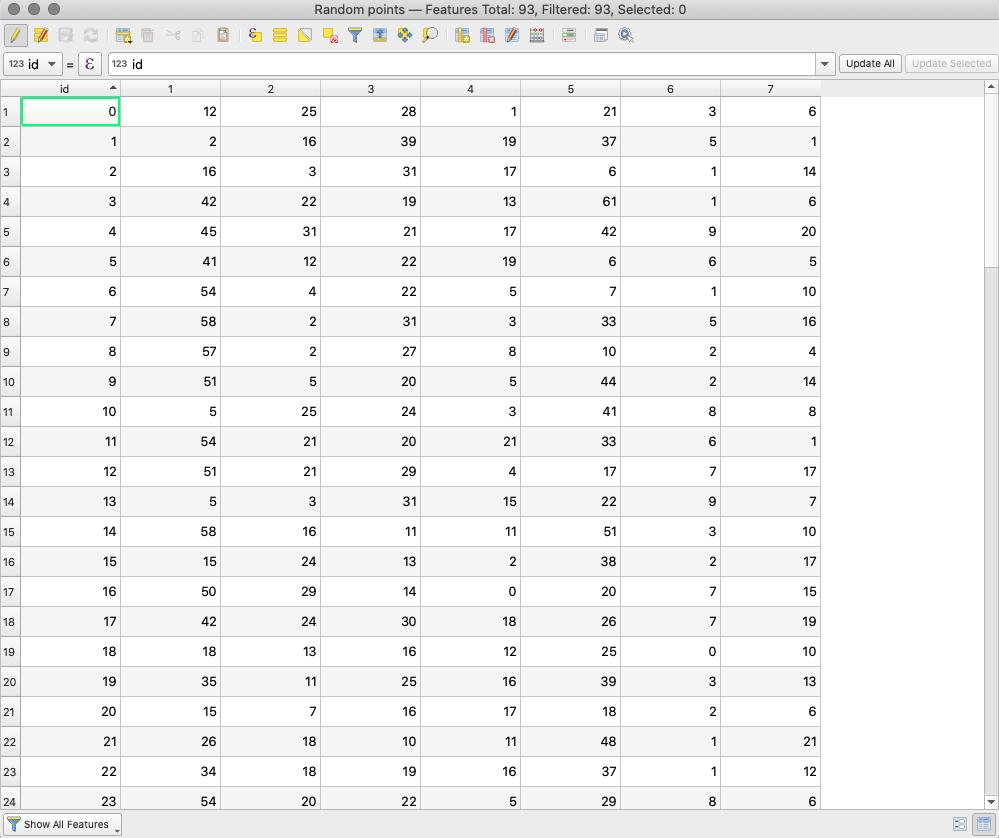 Random points — Features Total: 93, Filtered: 93, Selected: 0
123 id = ε 123 id Update All Update Selected
id 1 2 3 4 5 6 7
1 0 12 25 28 1 21 3 6
2 1 2 16 39 19 37 5 1
3 2 16 3 31 17 6 1 14
4 3 42 22 19 13 61 1 6
5 4 45 31 21 17 42 9 20
6 5 41 12 22 19 6 6 5
7 6 54 4 22 5 7 1 10
8 7 58 2 31 3 33 5 16
9 8 57 2 27 8 10 2 4
10 9 51 5 20 5 44 2 14
11 10 5 25 24 3 41 8 8
12 11 54 21 20 21 33 6 1
13 12 51 21 29 4 17 7 17
14 13 5 3 31 15 22 9 7
15 14 58 16 11 11 51 3 10
16 15 15 24 13 2 38 2 17
17 16 50 29 14 0 20 7 15
18 17 42 24 30 18 26 7 19
19 18 18 13 16 12 25 0 10
20 19 35 11 25 16 39 3 13
21 20 15 7 16 17 18 2 6
22 21 26 18 10 11 48 1 21
23 22 34 18 19 16 37 1 12
24 23 54 20 22 5 29 8 6
Show All Features